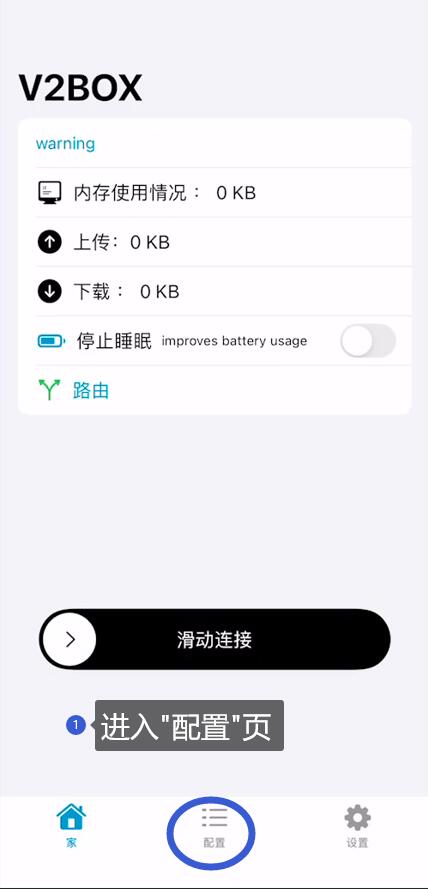 V2BOX
warning
内存使用情况： 0 KB
上传：0 KB
下载： 0 KB
停止睡眠 improves battery usage
路由
滑动连接
1 进入"配置"页
家 配置 设置